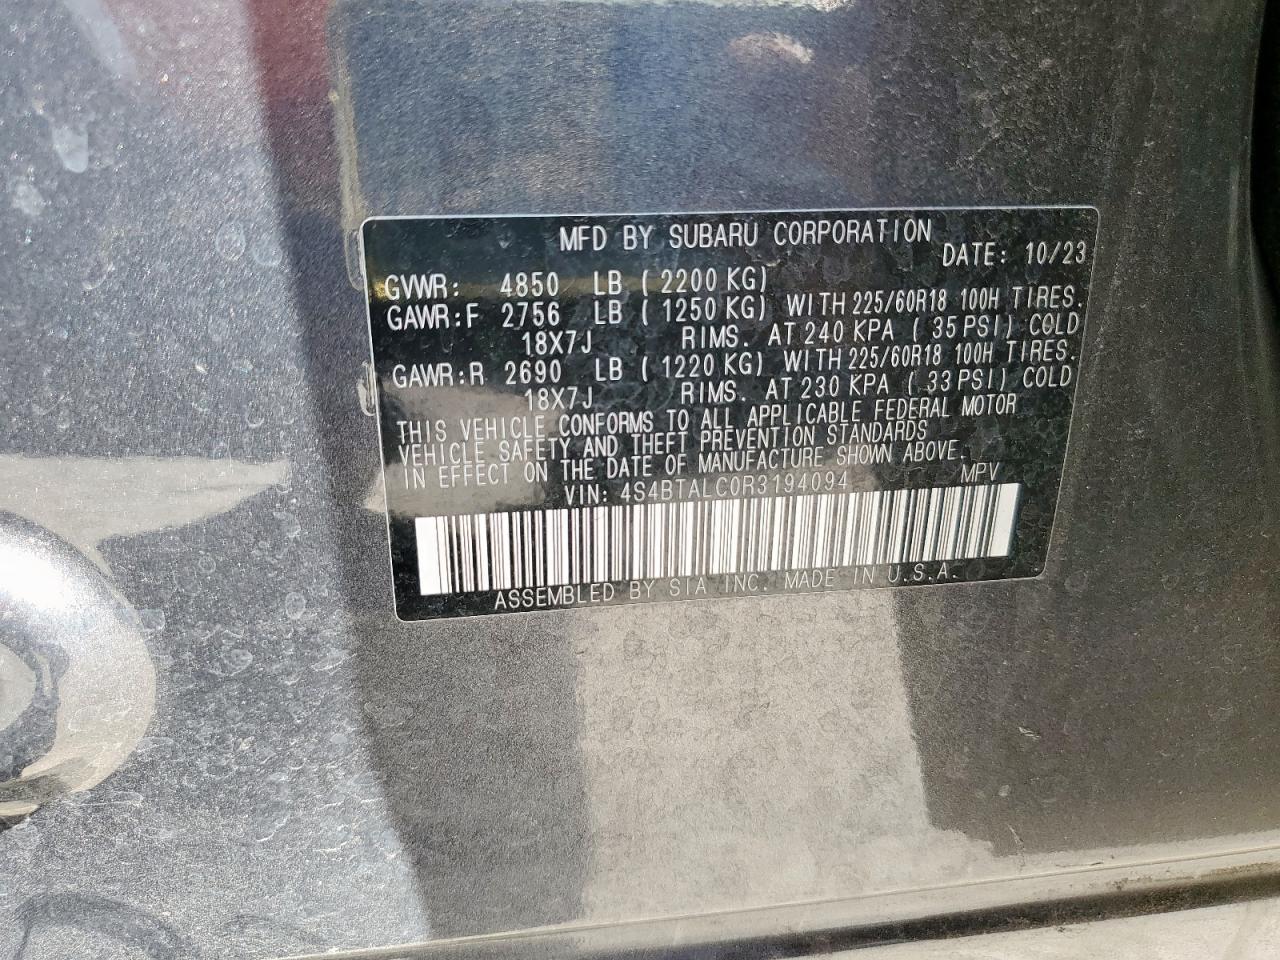 MFD BY SUBARU CORPORATION
DATE: 10/23
GVWR: 4850 LB ( 2200 KG)
GAWR:F 2756 LB ( 1250 KG) WITH 225/60R18 100H TIRES.
18X7J RIMS. AT 240 KPA ( 35 PSI) COLD
GAWR:R 2690 LB ( 1220 KG) WITH 225/60R18 100H TIRES.
18X7J RIMS. AT 230 KPA ( 33 PSI) COLD
THIS VEHICLE CONFORMS TO ALL APPLICABLE FEDERAL MOTOR
VEHICLE SAFETY AND THEFT PREVENTION STANDARDS
IN EFFECT ON THE DATE OF MANUFACTURE SHOWN ABOVE.
VIN: 4S4BTALC0R3194094 MPV
ASSEMBLED BY SIA INC. MADE IN U.S.A.